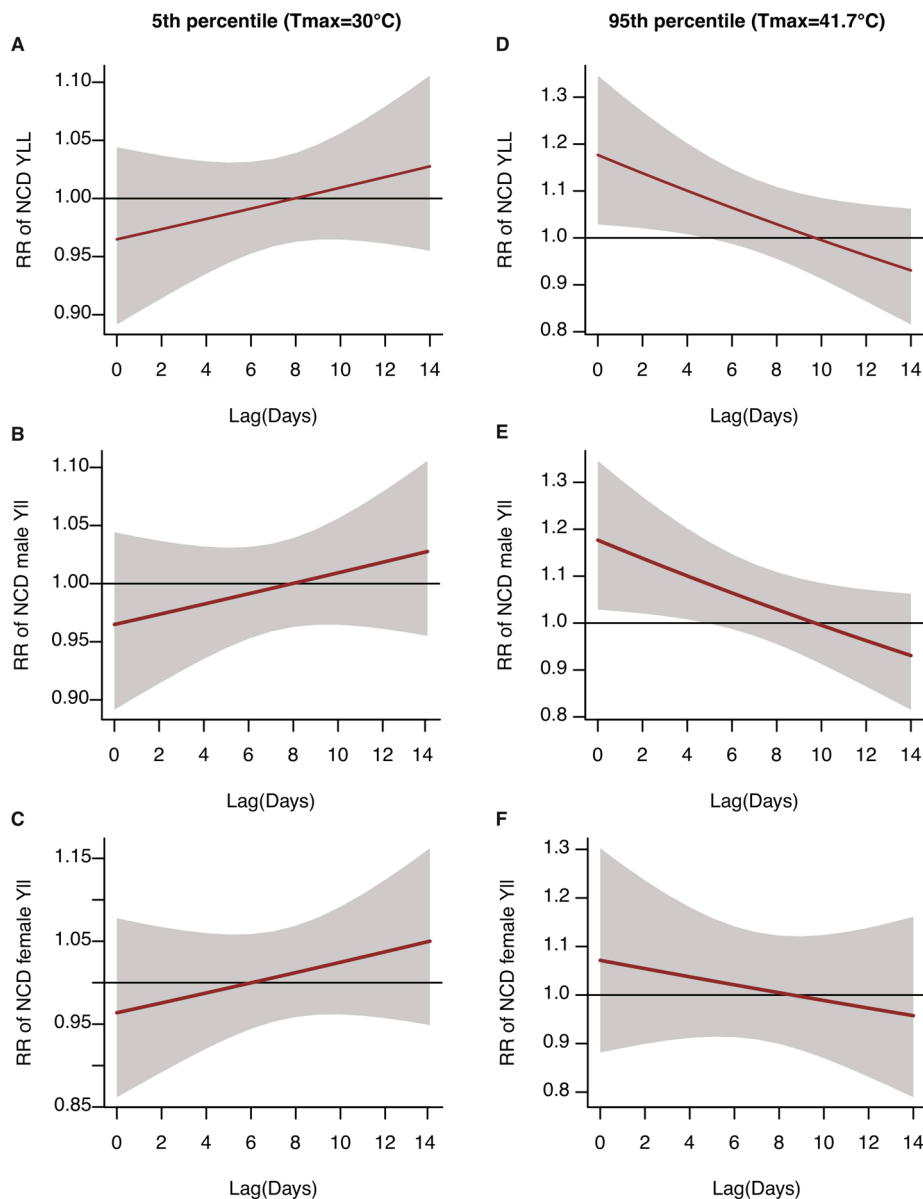 5th percentile (Tmax=30°C)
A
RR of NCD YLL
1.10
1.05
1.00
0.95
0.90
0 2 4 6 8 10 12 14
Lag(Days)
B
RR of NCD male Yll
1.10
1.05
1.00
0.95
0.90
0 2 4 6 8 10 12 14
Lag(Days)
C
RR of NCD female Yll
1.15
1.05
0.95
0.85
0 2 4 6 8 10 12 14
Lag(Days)
95th percentile (Tmax=41.7°C)
D
RR of NCD YLL
1.3
1.2
1.1
1.0
0.9
0.8
0 2 4 6 8 10 12 14
Lag(Days)
E
RR of NCD male Yll
1.3
1.2
1.1
1.0
0.9
0.8
0 2 4 6 8 10 12 14
Lag(Days)
F
RR of NCD female Yll
1.3
1.2
1.1
1.0
0.9
0.8
0 2 4 6 8 10 12 14
Lag(Days)